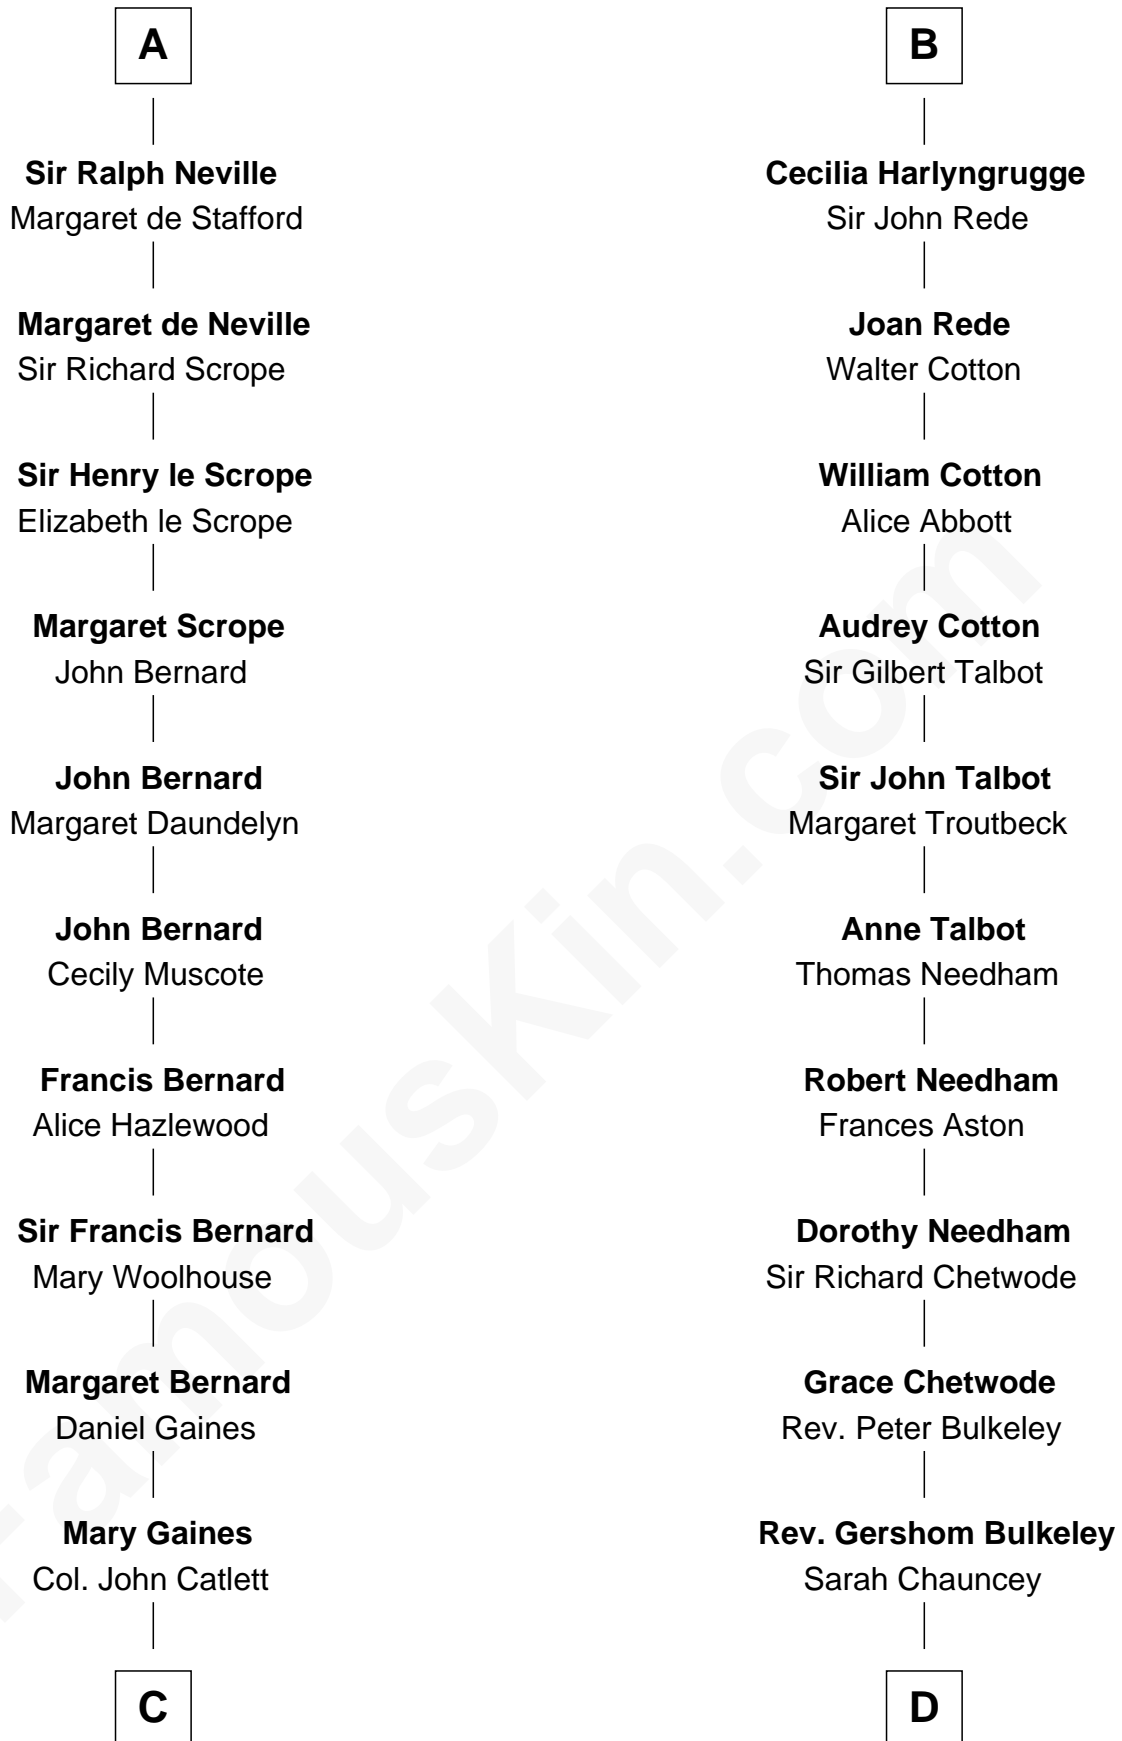 A
Sir Ralph Neville
Margaret de Stafford
Margaret de Neville
Sir Richard Scrope
Sir Henry le Scrope
Elizabeth le Scrope
Margaret Scrope
John Bernard
John Bernard
Margaret Daundelyn
John Bernard
Cecily Muscote
Francis Bernard
Alice Hazlewood
Sir Francis Bernard
Mary Woolhouse
Margaret Bernard
Daniel Gaines
Mary Gaines
Col. John Catlett
C
B
Cecilia Harlyngrugge
Sir John Rede
Joan Rede
Walter Cotton
William Cotton
Alice Abbott
Audrey Cotton
Sir Gilbert Talbot
Sir John Talbot
Margaret Troutbeck
Anne Talbot
Thomas Needham
Robert Needham
Frances Aston
Dorothy Needham
Sir Richard Chetwode
Grace Chetwode
Rev. Peter Bulkeley
Rev. Gershom Bulkeley
Sarah Chauncey
D
FamousKin.com